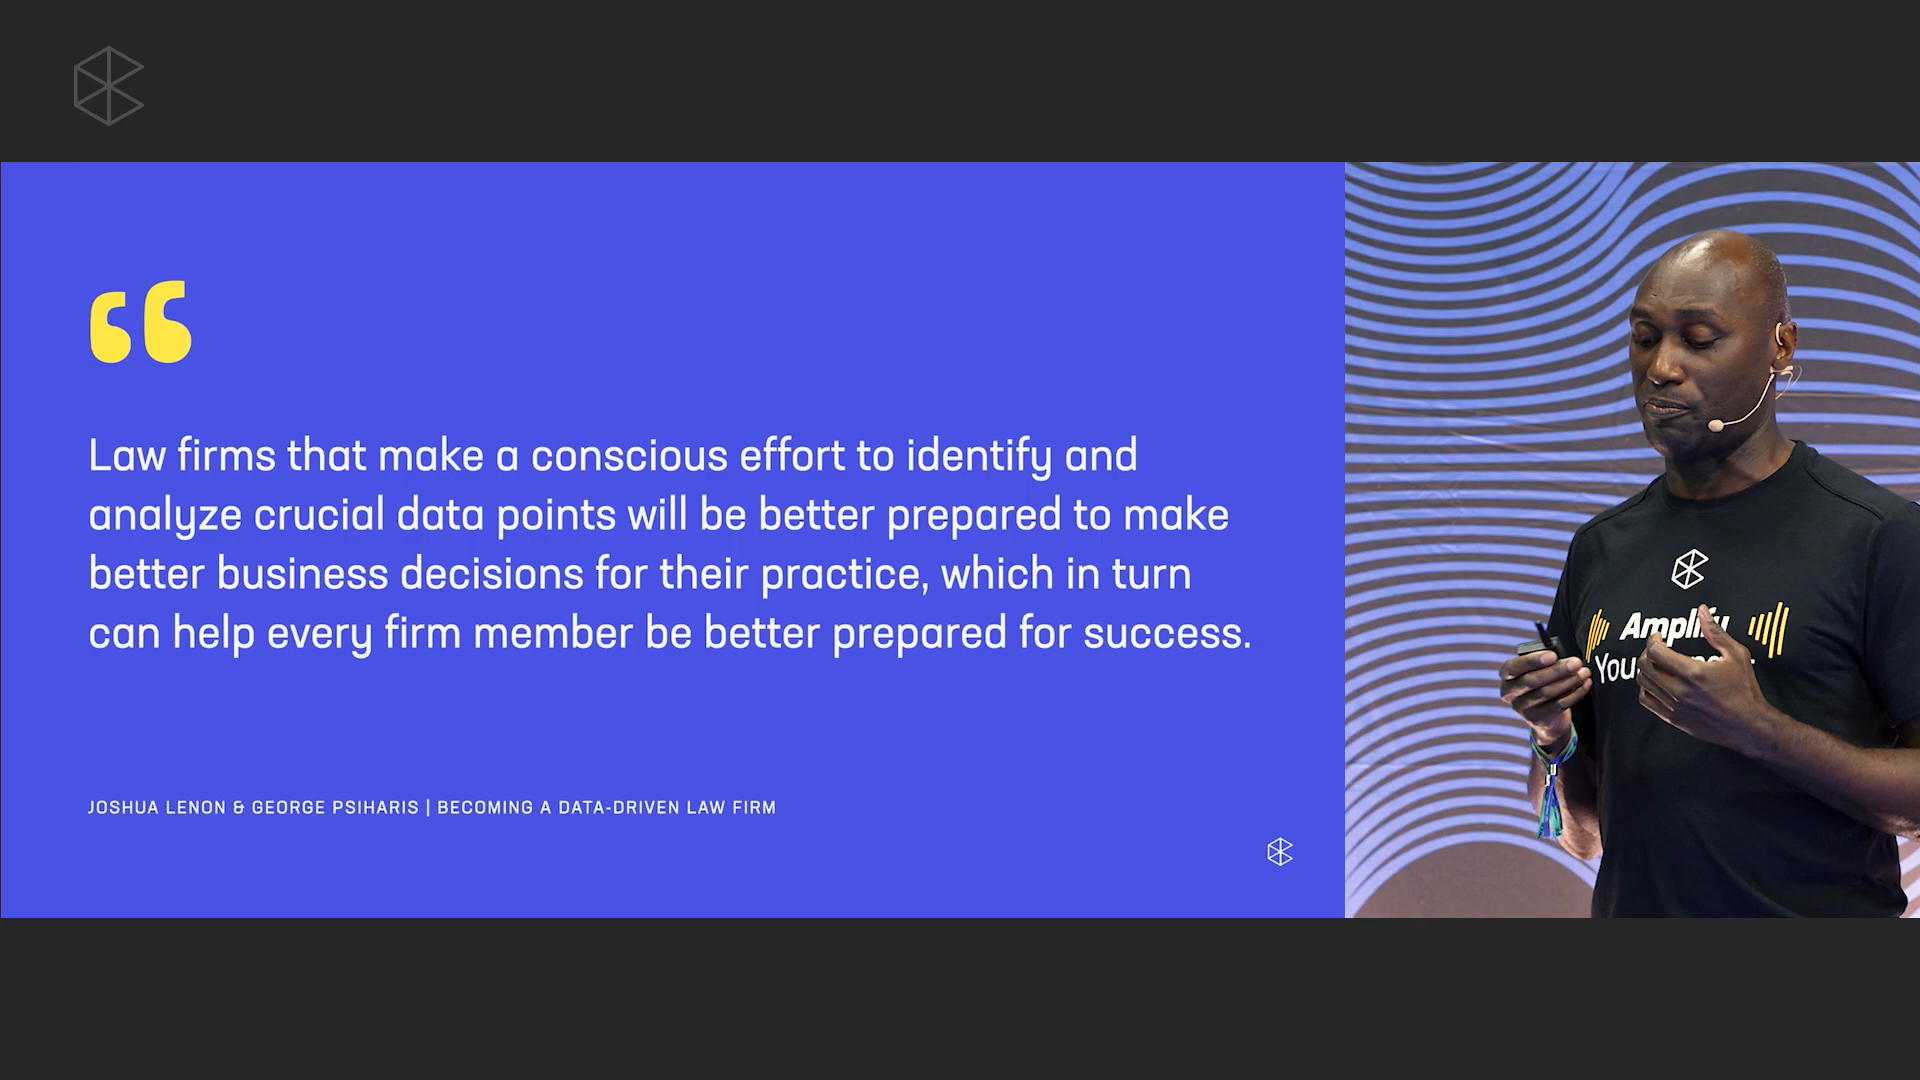 Law firms that make a conscious effort to identify and
analyze crucial data points will be better prepared to make
better business decisions for their practice, which in turn
can help every firm member be better prepared for success.
JOSHUA LENON & GEORGE PSIHARIS | BECOMING A DATA-DRIVEN LAW FIRM
Amplify